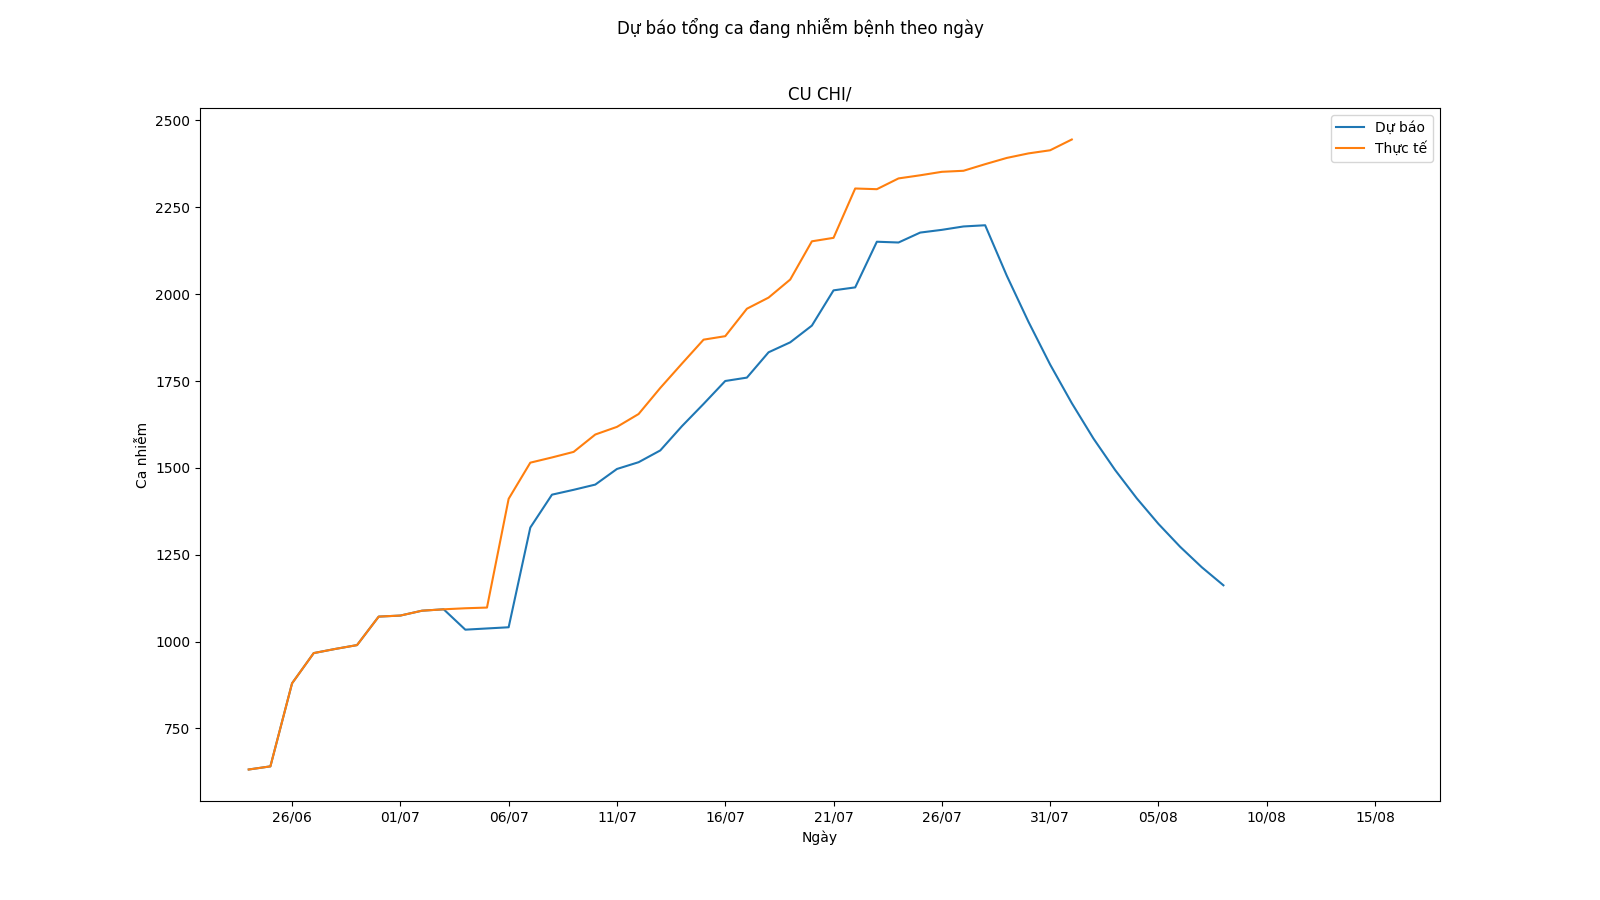 Dự báo tổng ca đang nhiễm bệnh theo ngày
CU CHI/
Dự báo
Thực tế
2500
2250
2000
1750
1500
1250
1000
750
Ca nhiễm
26/06 01/07 06/07 11/07 16/07 21/07 26/07 31/07 05/08 10/08 15/08
Ngày